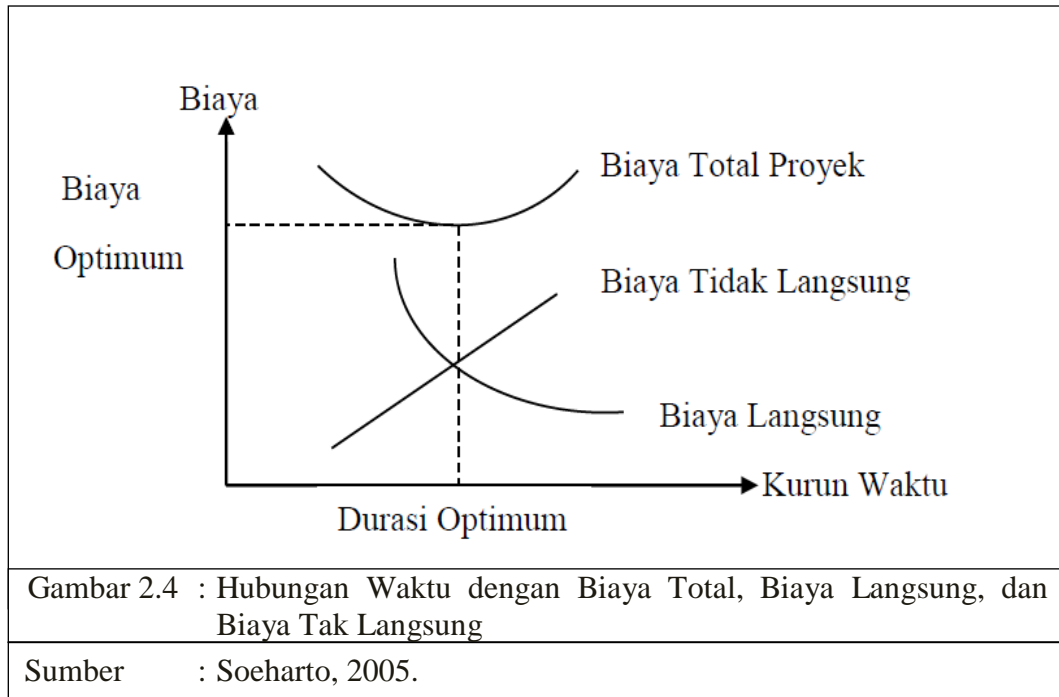 Biaya
Biaya
Optimum
Biaya Total Proyek
Biaya Tidak Langsung
Biaya Langsung
Kurun Waktu
Durasi Optimum
Gambar 2.4 : Hubungan Waktu dengan Biaya Total, Biaya Langsung, dan
Biaya Tak Langsung
Sumber : Soeharto, 2005.